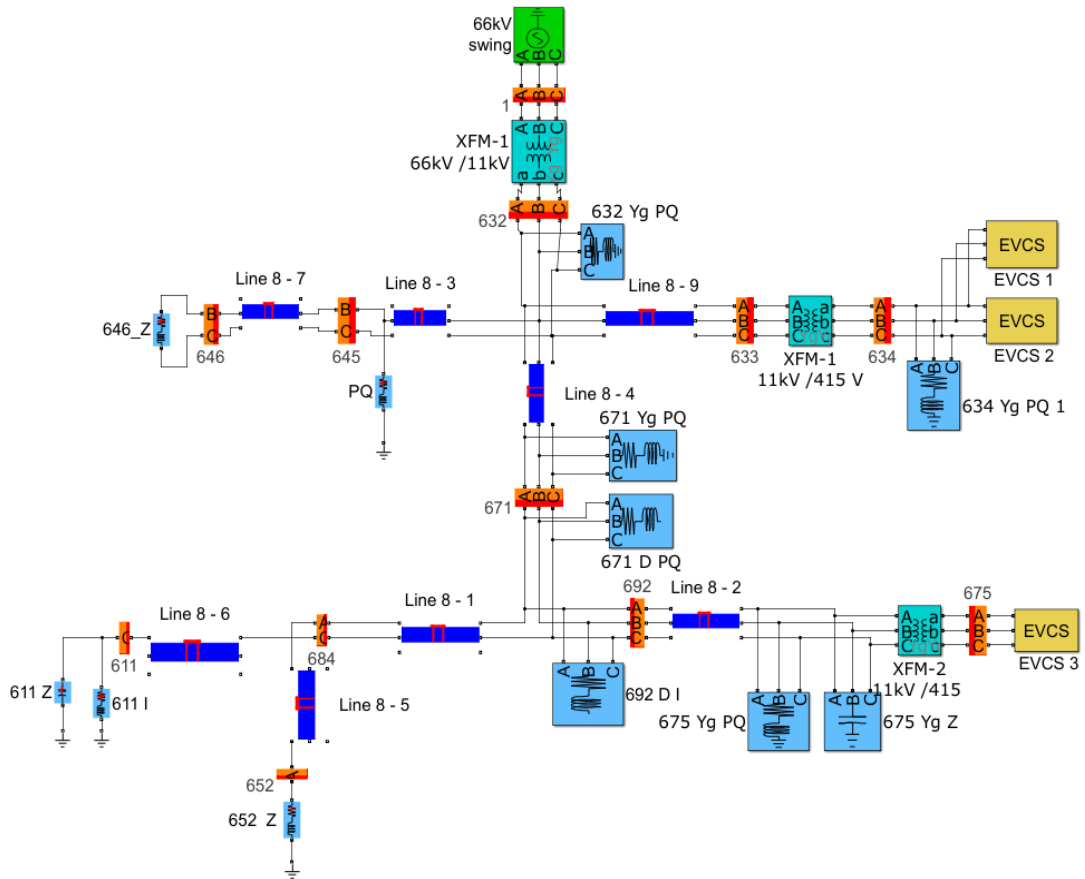 66kV
swing
A B C
1
A B C
A B C
XFM-1
66kV /11kV
Yg Yg
a b c
632
A B C
632 Yg PQ
A
B
C
EVCS
EVCS 1
Line 8 - 7
Line 8 - 3
Line 8 - 9
646_Z
B
C
646
B
C
645
PQ
A
B
C
633
A a
B b
C c
XFM-1
11kV /415 V
A
B
C
634
EVCS
EVCS 2
A B C
634 Yg PQ 1
Line 8 - 4
671 Yg PQ
A
B
C
671
A B C
A
B
C
671 D PQ
Line 8 - 6
C
611
611 Z
611 I
A
C
684
Line 8 - 1
Line 8 - 5
652
A
652 Z
692
A
B
C
Line 8 - 2
A B C
692 D I
A B C
675 Yg PQ
A B C
675 Yg Z
A a
B b
C c
XFM-2
11kV /415
675
A
B
C
EVCS
EVCS 3